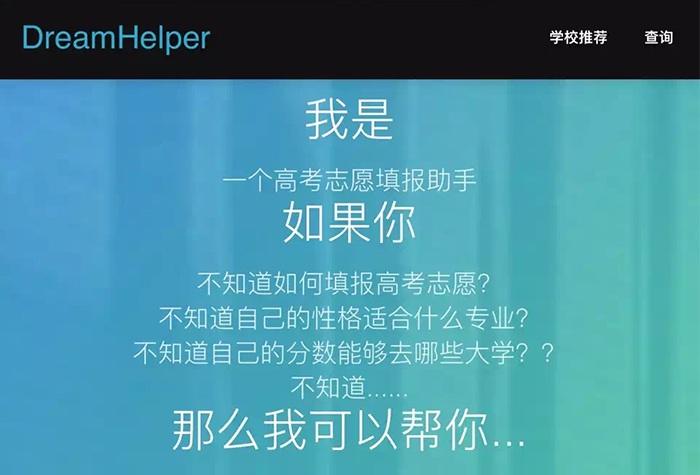 DreamHelper
学校推荐
查询
我是
一个高考志愿填报助手
如果你
不知道如何填报高考志愿?
不知道自己的性格适合什么专业?
不知道自己的分数能够去哪些大学？？
不知道......
那么我可以帮你...